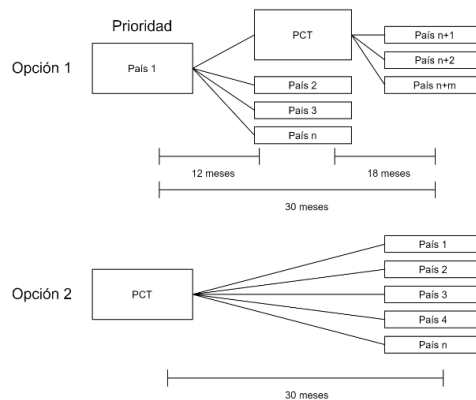 Prioridad
Opción 1
País 1
PCT
País n+1
País n+2
País n+m
País 2
País 3
País n
12 meses
18 meses
30 meses
Opción 2
PCT
País 1
País 2
País 3
País 4
País n
30 meses